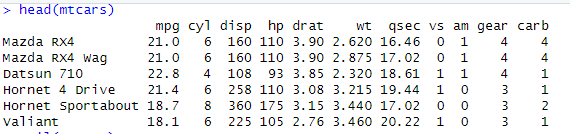 > head(mtcars)
mpg cyl disp hp drat wt qsec vs am gear carb
Mazda RX4 21.0 6 160 110 3.90 2.620 16.46 0 1 4 4
Mazda RX4 Wag 21.0 6 160 110 3.90 2.875 17.02 0 1 4 4
Datsun 710 22.8 4 108 93 3.85 2.320 18.61 1 1 4 1
Hornet 4 Drive 21.4 6 258 110 3.08 3.215 19.44 1 0 3 1
Hornet Sportabout 18.7 8 360 175 3.15 3.440 17.02 0 0 3 2
Valiant 18.1 6 225 105 2.76 3.460 20.22 1 0 3 1